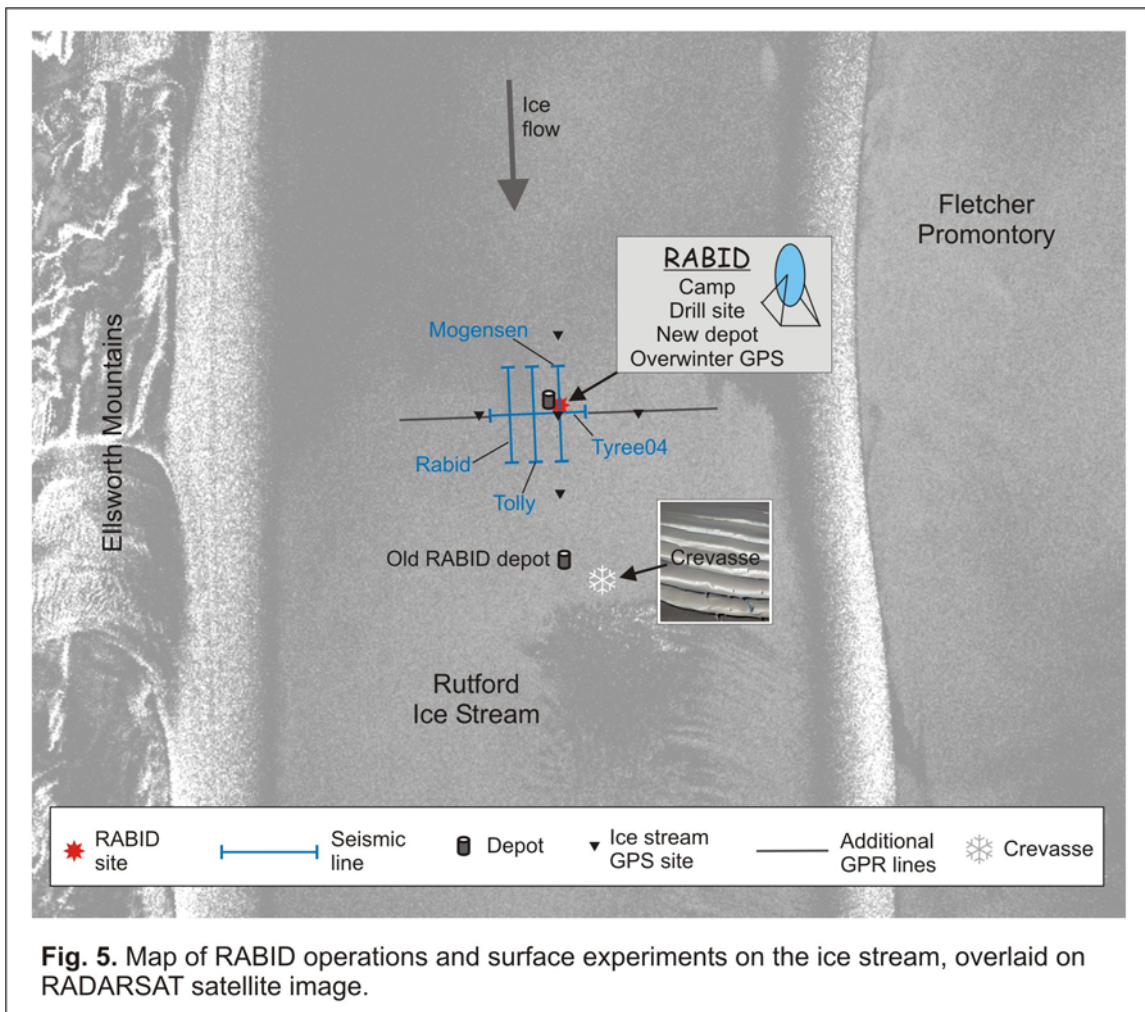 Ice
flow
Fletcher
Promontory
RABID
Camp
Drill site
New depot
Overwinter GPS
Mogensen
Ellsworth Mountains
Rabid
Tyree04
Tolly
Old RABID depot
Crevasse
Rutford
Ice Stream
RABID
site
Seismic
line
Depot
Ice stream
GPS site
Additional
GPR lines
Crevasse
Fig. 5. Map of RABID operations and surface experiments on the ice stream, overlaid on
RADARSAT satellite image.